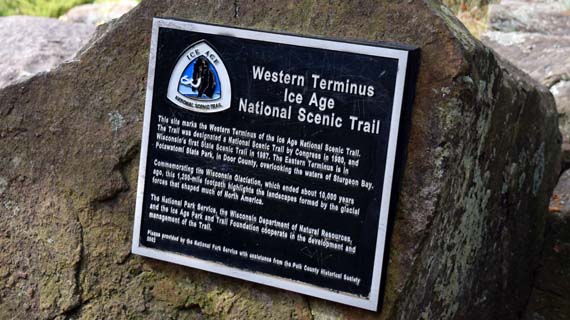 ICE AGE
NATIONAL SCENIC TRAIL
Western Terminus
Ice Age
National Scenic Trail
This site marks the Western Terminus of the Ice Age National Scenic Trail.
The Trail was designated a National Scenic Trail by Congress in 1980, and
Wisconsin's first State Scenic Trail in 1987. The Eastern Terminus is in
Potawatomi State Park, in Door County, overlooking the waters of Sturgeon Bay.
Commemorating the Wisconsin Glaciation, which ended about 10,000 years
ago, this 1,200-mile footpath highlights the landscapes formed by the glacial
forces that shaped much of North America.
The National Park Service, the Wisconsin Department of Natural Resources,
and the Ice Age Park and Trail Foundation cooperate in the development and
management of the Trail.
Plaque provided by the National Park Service with assistance from the Polk County Historical Society